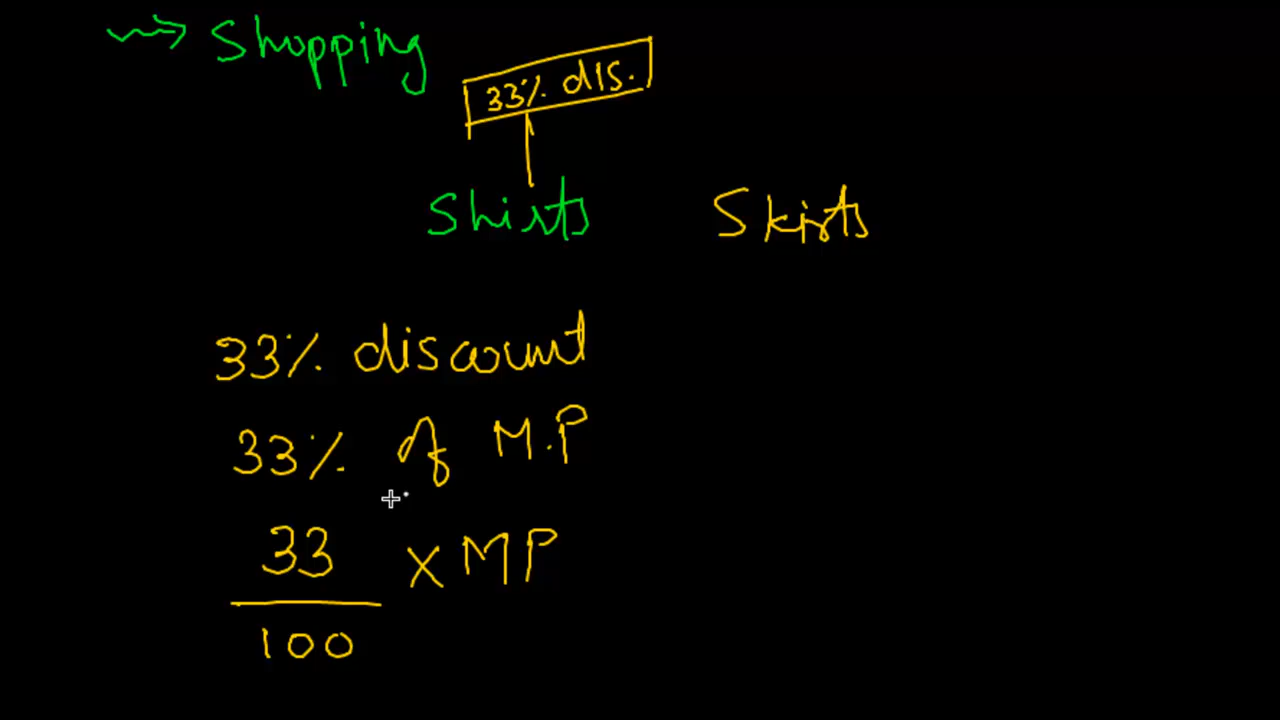 Shopping
33% dis.
Shirts Skirts
33% discount
33% of M.P
33 x MP
100